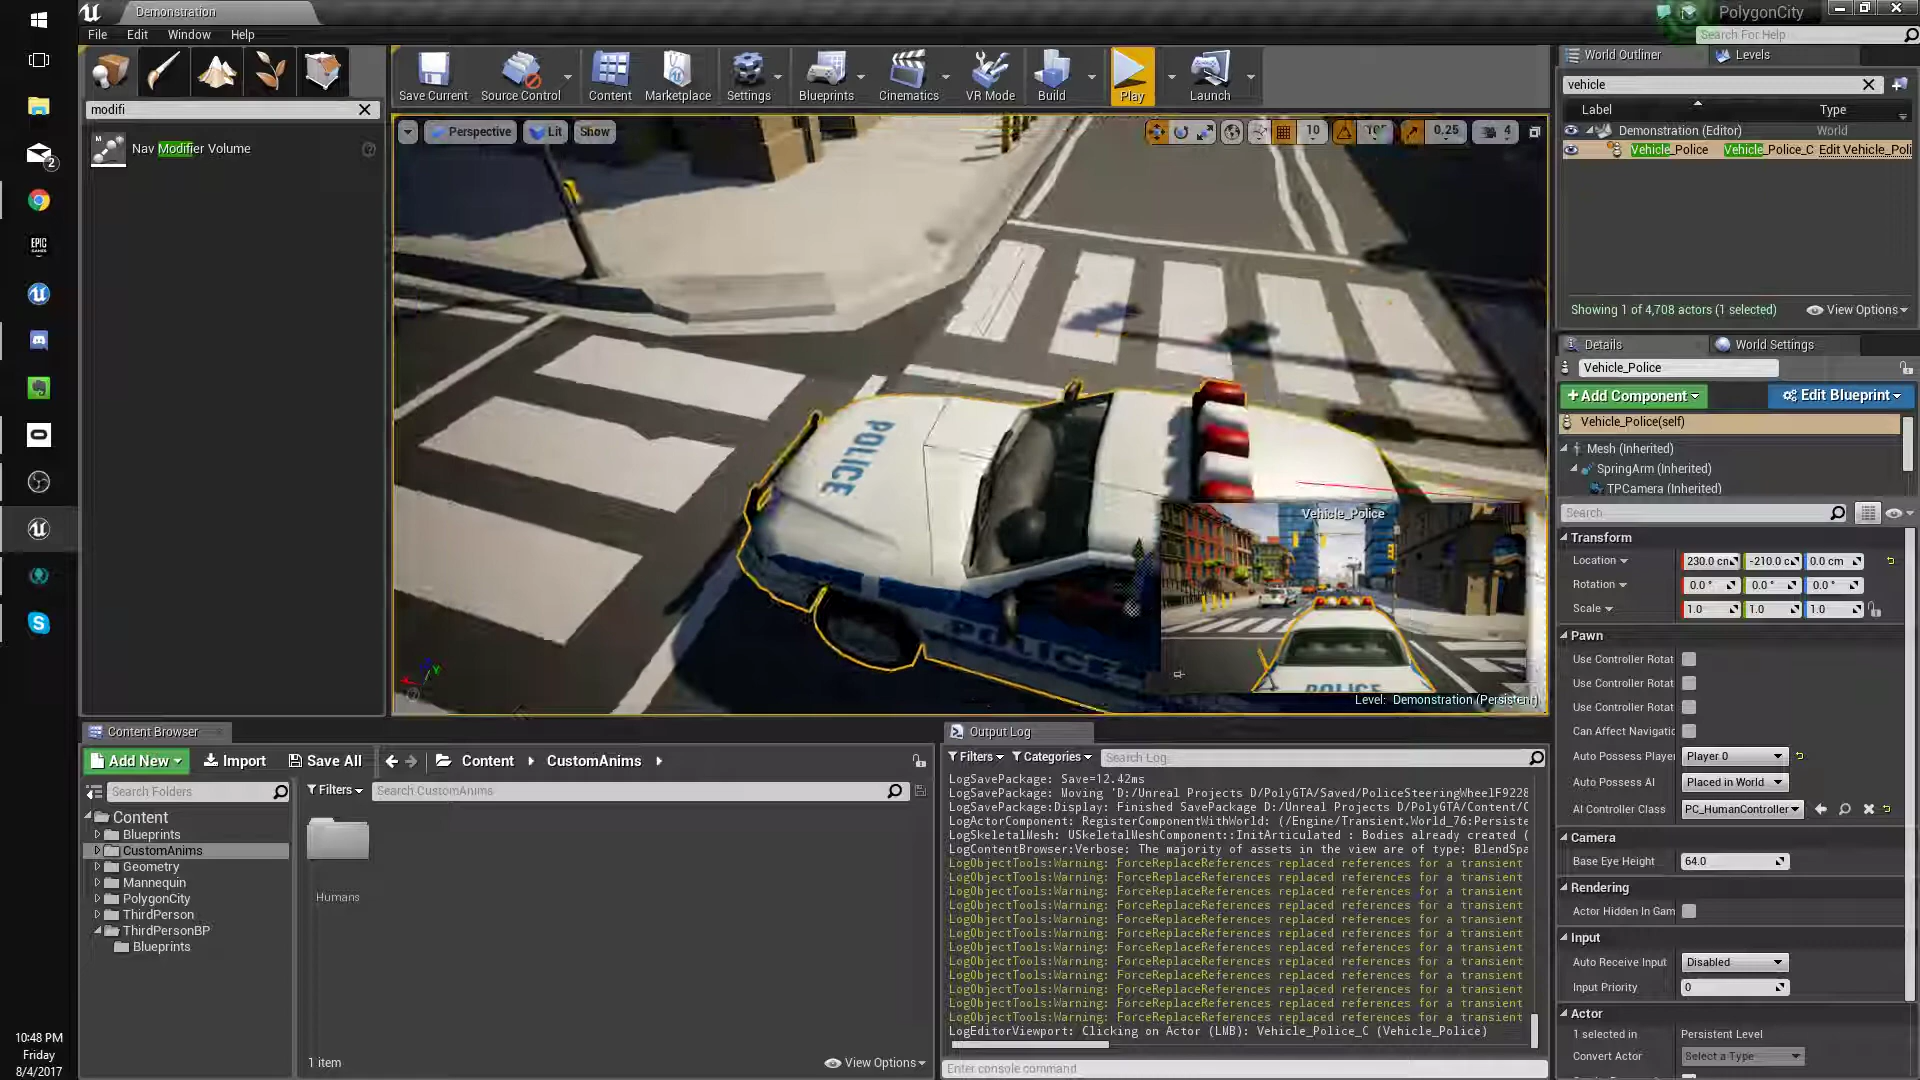 Demonstration
PolygonCity
File Edit Window Help
Search For Help
Save Current
Source Control
Content
Marketplace
Settings
Blueprints
Cinematics
VR Mode
Build
Play
Launch
modifi
Nav Modifier Volume
Perspective
Lit
Show
10
0.25
4
POLICE
POLICE
Vehicle_Police
POLICE
Level: Demonstration (Persistent)
World Outliner
Levels
vehicle
Label
Type
Demonstration (Editor)
World
Vehicle_Police
Vehicle_Police_C
Edit Vehicle_Poli
Showing 1 of 4,708 actors (1 selected)
View Options
Details
World Settings
Vehicle_Police
+Add Component
Edit Blueprint
Vehicle_Police(self)
Mesh (Inherited)
SpringArm (Inherited)
TPCamera (Inherited)
Search
Transform
Location
230.0 cm
-210.0 c
0.0 cm
Rotation
0.0 °
0.0 °
0.0 °
Scale
1.0
1.0
1.0
Pawn
Use Controller Rotat
Use Controller Rotat
Use Controller Rotat
Can Affect Navigatic
Auto Possess Player
Player 0
Auto Possess AI
Placed in World
AI Controller Class
PC_HumanController
Camera
Base Eye Height
64.0
Rendering
Actor Hidden In Gam
Input
Auto Receive Input
Disabled
Input Priority
0
Actor
1 selected in
Persistent Level
Convert Actor
Select a Type
Content Browser
Add New
Import
Save All
Content
CustomAnims
Search Folders
Filters
Search CustomAnims
Content
Blueprints
CustomAnims
Geometry
Mannequin
PolygonCity
ThirdPerson
ThirdPersonBP
Blueprints
Humans
1 item
View Options
Output Log
Filters
Categories
Search Log
LogSavePackage: Save=12.42ms
LogSavePackage: Moving 'D:/Unreal Projects D/PolyGTA/Saved/PoliceSteeringWheelF9228
LogSavePackage:Display: Finished SavePackage D:/Unreal Projects D/PolyGTA/Content/C
LogActorComponent: RegisterComponentWithWorld: (/Engine/Transient.World_76:Persiste
LogSkeletalMesh: USkeletalMeshComponent::InitArticulated : Bodies already created (
LogContentBrowser:Verbose: The majority of assets in the view are of type: BlendSpa
LogObjectTools:Warning: ForceReplaceReferences replaced references for a transient
LogObjectTools:Warning: ForceReplaceReferences replaced references for a transient
LogObjectTools:Warning: ForceReplaceReferences replaced references for a transient
LogObjectTools:Warning: ForceReplaceReferences replaced references for a transient
LogObjectTools:Warning: ForceReplaceReferences replaced references for a transient
LogObjectTools:Warning: ForceReplaceReferences replaced references for a transient
LogObjectTools:Warning: ForceReplaceReferences replaced references for a transient
LogObjectTools:Warning: ForceReplaceReferences replaced references for a transient
LogObjectTools:Warning: ForceReplaceReferences replaced references for a transient
LogObjectTools:Warning: ForceReplaceReferences replaced references for a transient
LogObjectTools:Warning: ForceReplaceReferences replaced references for a transient
LogObjectTools:Warning: ForceReplaceReferences replaced references for a transient
LogEditorViewport: Clicking on Actor (LMB): Vehicle_Police_C (Vehicle_Police)
Enter console command
2
EPIC
GAMES
10:48 PM
Friday
8/4/2017